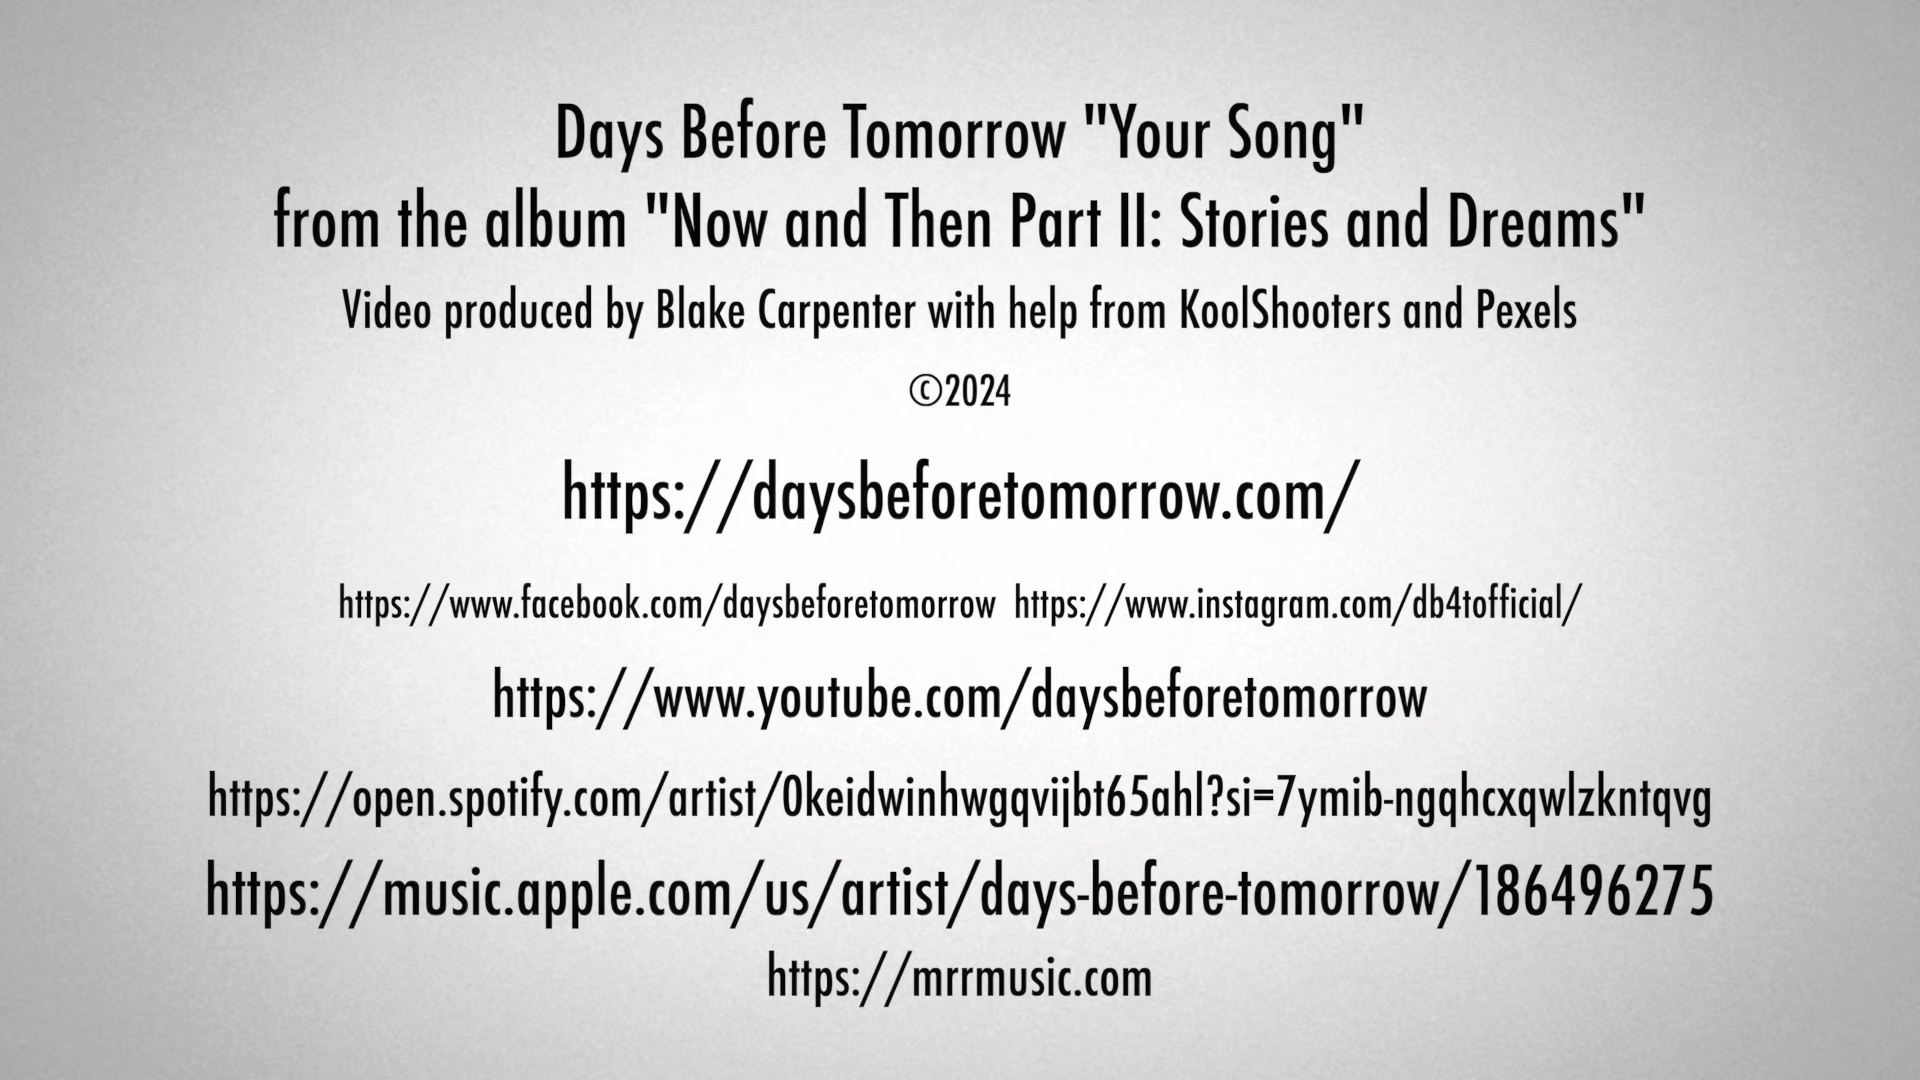 Days Before Tomorrow "Your Song"
from the album "Now and Then Part II: Stories and Dreams"
Video produced by Blake Carpenter with help from KoolShooters and Pexels
©2024
https://daysbeforetomorrow.com/
https://www.facebook.com/daysbeforetomorrow https://www.instagram.com/db4tofficial/
https://www.youtube.com/daysbeforetomorrow
https://open.spotify.com/artist/0keidwinhwgqvijbt65ahl?si=7ymib-ngqhcxqwlzkntqvg
https://music.apple.com/us/artist/days-before-tomorrow/186496275
https://mrrmusic.com